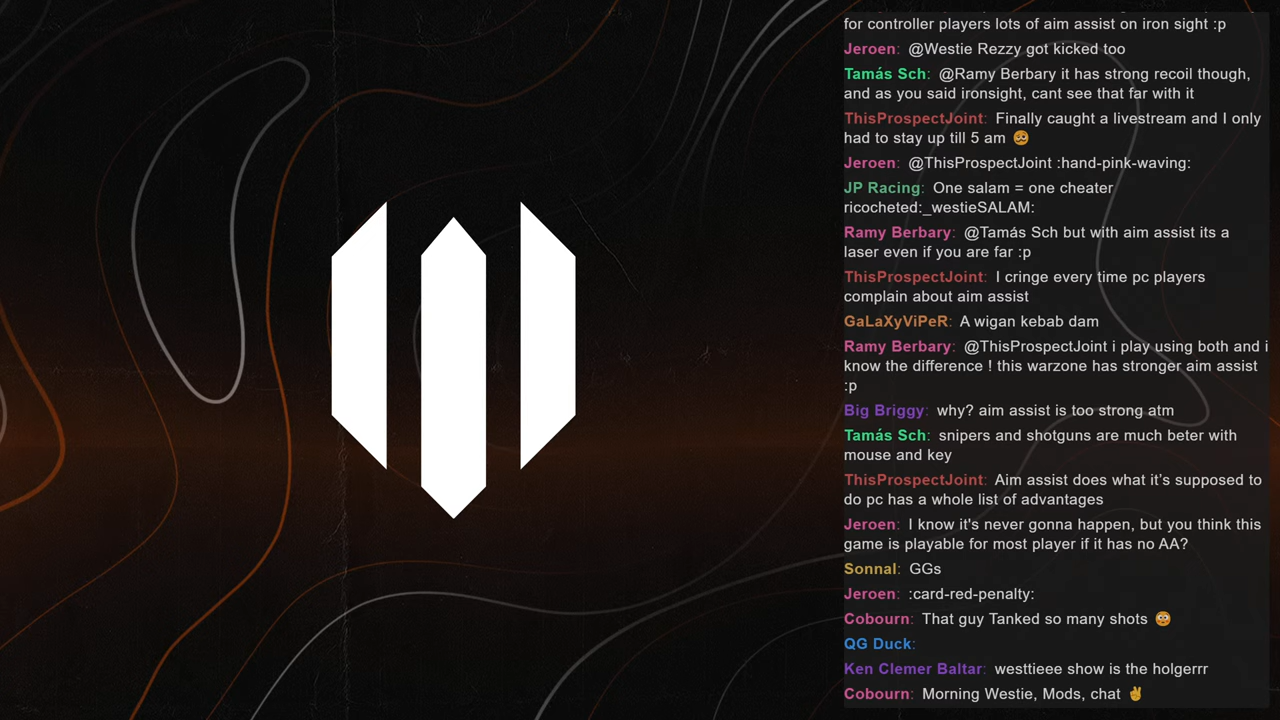 for controller players lots of aim assist on iron sight :p
Jeroen: @Westie Rezzy got kicked too
Tamás Sch: @Ramy Berbary it has strong recoil though,
and as you said ironsight, cant see that far with it
ThisProspectJoint: Finally caught a livestream and I only
had to stay up till 5 am 🥴
Jeroen: @ThisProspectJoint :hand-pink-waving:
JP Racing: One salam = one cheater
ricocheted:_westieSALAM:
Ramy Berbary: @Tamás Sch but with aim assist its a
laser even if you are far :p
ThisProspectJoint: I cringe every time pc players
complain about aim assist
GaLaXyViPeR: A wigan kebab dam
Ramy Berbary: @ThisProspectJoint i play using both and i
know the difference ! this warzone has stronger aim assist
:p
Big Briggy: why? aim assist is too strong atm
Tamás Sch: snipers and shotguns are much beter with
mouse and key
ThisProspectJoint: Aim assist does what it's supposed to
do pc has a whole list of advantages
Jeroen: I know it's never gonna happen, but you think this
game is playable for most player if it has no AA?
Sonnal: GGs
Jeroen: :card-red-penalty:
Cobourn: That guy Tanked so many shots 😳
QG Duck:
Ken Clemer Baltar: westtieee show is the holgerrr
Cobourn: Morning Westie, Mods, chat ✌